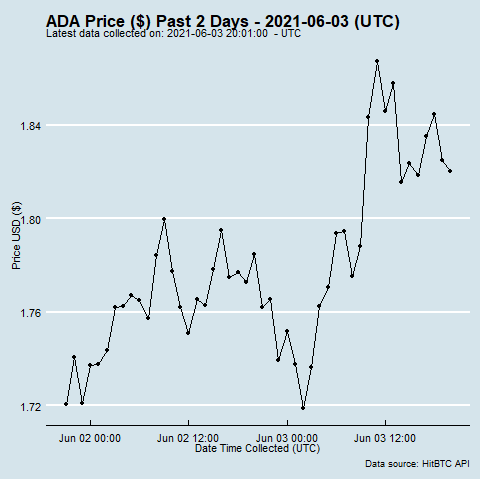 ADA Price ($) Past 2 Days - 2021-06-03 (UTC)
Latest data collected on: 2021-06-03 20:01:00  - UTC
1.84
1.80
1.76
1.72
Price USD ($)
Jun 02 00:00 Jun 02 12:00 Jun 03 00:00 Jun 03 12:00
Date Time Collected (UTC)
Data source: HitBTC API